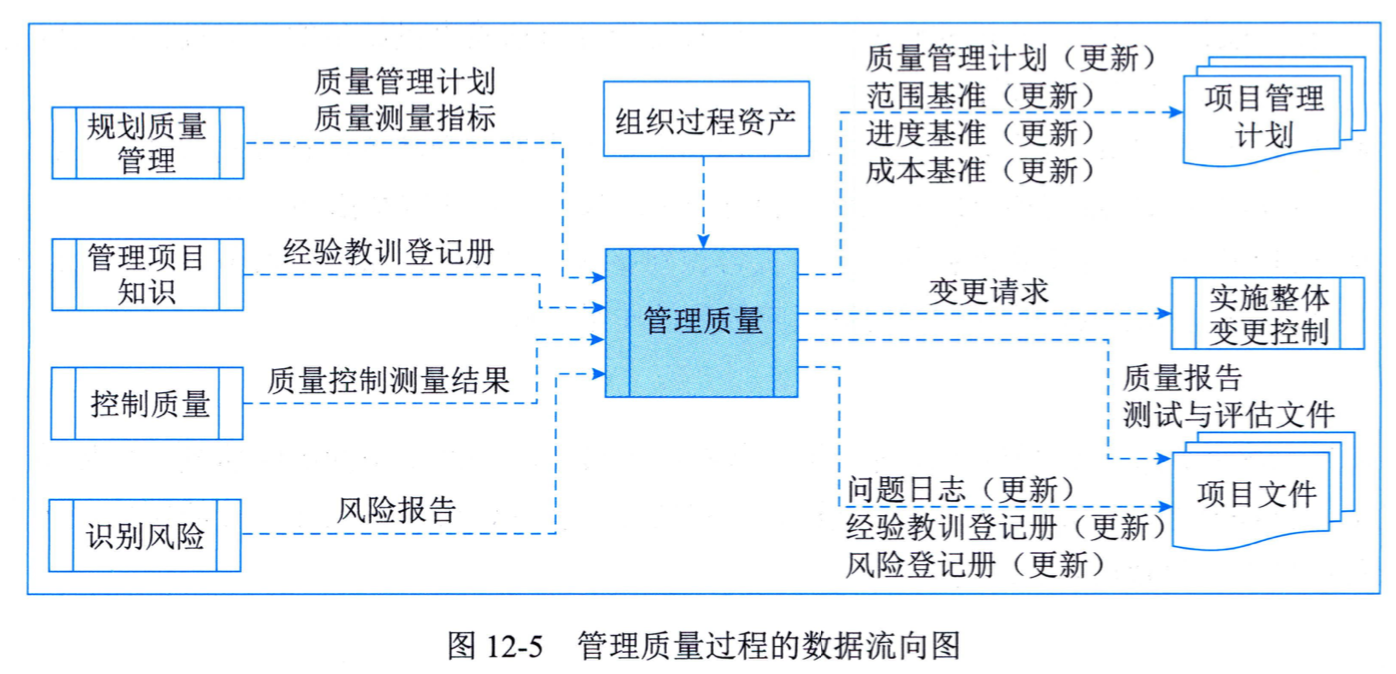 规划质量
管理
质量管理计划
质量测量指标
组织过程资产
质量管理计划（更新）
范围基准（更新）
进度基准（更新）
成本基准（更新）
项目管理
计划
管理项目
知识
经验教训登记册
管理质量
变更请求
实施整体
变更控制
控制质量
质量控制测量结果
质量报告
测试与评估文件
识别风险
风险报告
问题日志（更新）
经验教训登记册（更新）
风险登记册（更新）
项目文件
图 12-5 管理质量过程的数据流向图